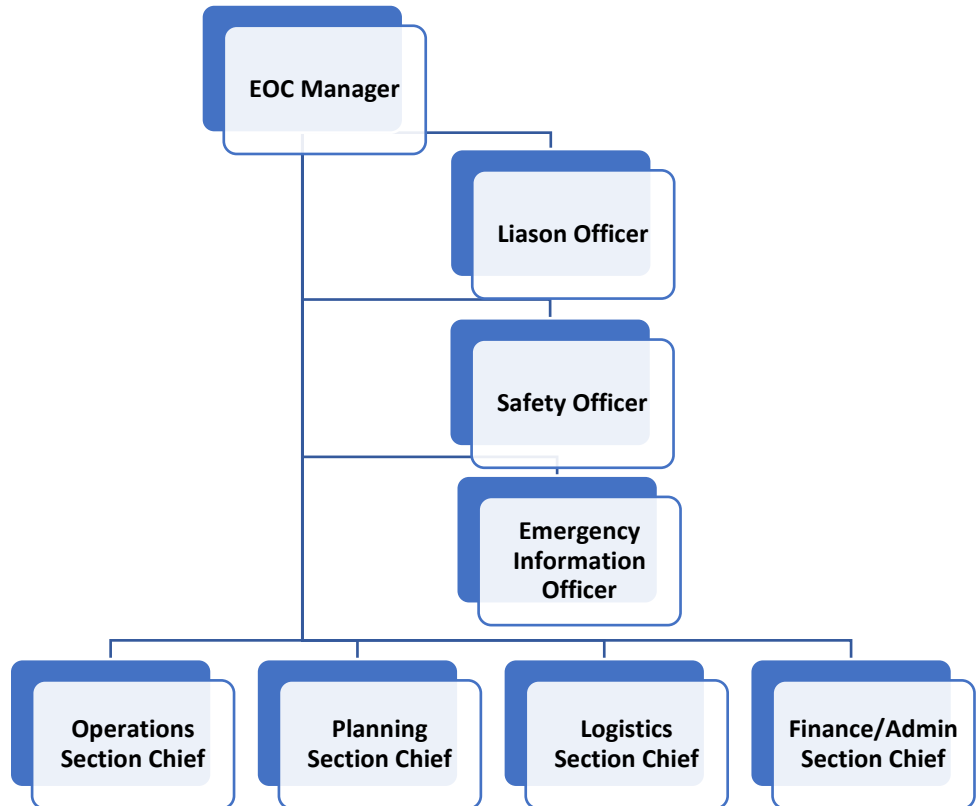 EOC Manager
Liason Officer
Safety Officer
Emergency
Information
Officer
Operations
Section Chief
Planning
Section Chief
Logistics
Section Chief
Finance/Admin
Section Chief